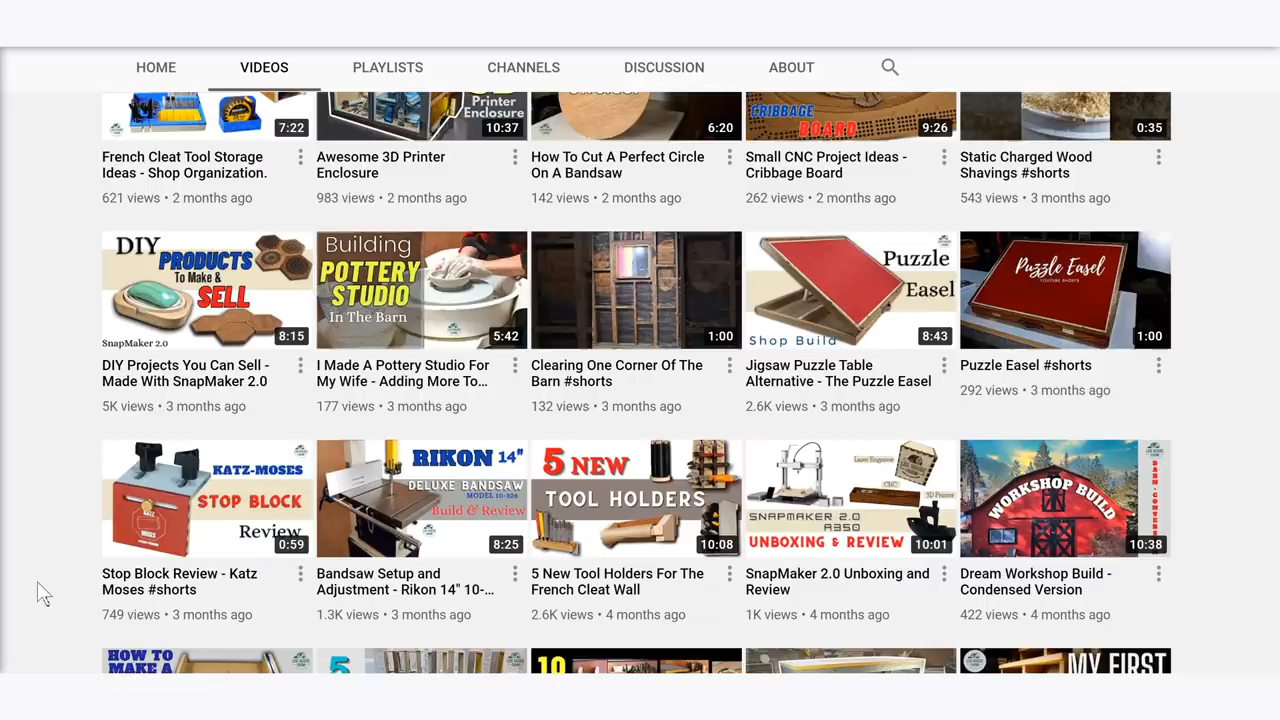 HOME VIDEOS PLAYLISTS CHANNELS DISCUSSION ABOUT
7:22
Printer
Enclosure
10:37
6:20
CRIBBAGE
BOARD
9:26
0:35
French Cleat Tool Storage
Ideas - Shop Organization.
621 views • 2 months ago
Awesome 3D Printer
Enclosure
983 views • 2 months ago
How To Cut A Perfect Circle
On A Bandsaw
142 views • 2 months ago
Small CNC Project Ideas -
Cribbage Board
262 views • 2 months ago
Static Charged Wood
Shavings #shorts
543 views • 3 months ago
DIY
PRODUCTS
To Make &
SELL
SnapMaker 2.0
8:15
Building
POTTERY
STUDIO
In The Barn
5:42
1:00
Puzzle
Easel
Shop Build
8:43
Puzzle Easel
YOUTUBE SHORTS
1:00
DIY Projects You Can Sell -
Made With SnapMaker 2.0
5K views • 3 months ago
I Made A Pottery Studio For
My Wife - Adding More To...
177 views • 3 months ago
Clearing One Corner Of The
Barn #shorts
132 views • 3 months ago
Jigsaw Puzzle Table
Alternative - The Puzzle Easel
2.6K views • 3 months ago
Puzzle Easel #shorts
292 views • 3 months ago
KATZ-MOSES
STOP BLOCK
Review
0:59
RIKON 14"
DELUXE BANDSAW
MODEL 10-326
Build & Review
8:25
5 NEW
TOOL HOLDERS
10:08
Laser Engraver
CNC
3D Printer
SNAPMAKER 2.0
A350
UNBOXING & REVIEW
10:01
WORKSHOP BUILD
10:38
Stop Block Review - Katz
Moses #shorts
749 views • 3 months ago
Bandsaw Setup and
Adjustment - Rikon 14" 10-...
1.3K views • 3 months ago
5 New Tool Holders For The
French Cleat Wall
2.6K views • 4 months ago
SnapMaker 2.0 Unboxing and
Review
1K views • 4 months ago
Dream Workshop Build -
Condensed Version
422 views • 4 months ago
HOW TO
MAKE A
5
10
MY FIRST